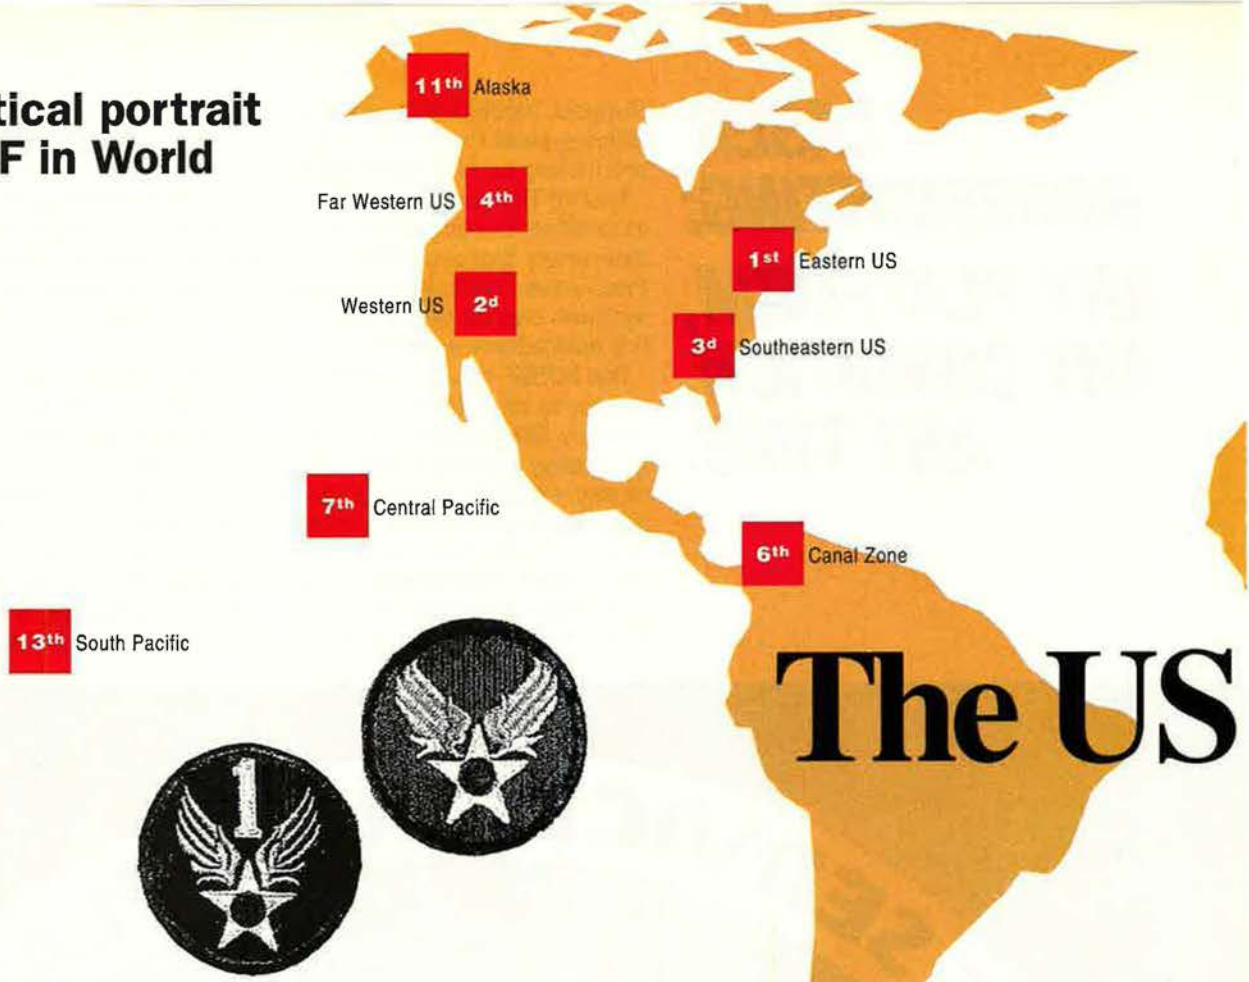 tical portrait
F in World
11th Alaska
Far Western US 4th
1st Eastern US
Western US 2d
3d Southeastern US
7th Central Pacific
6th Canal Zone
13th South Pacific
The US
1